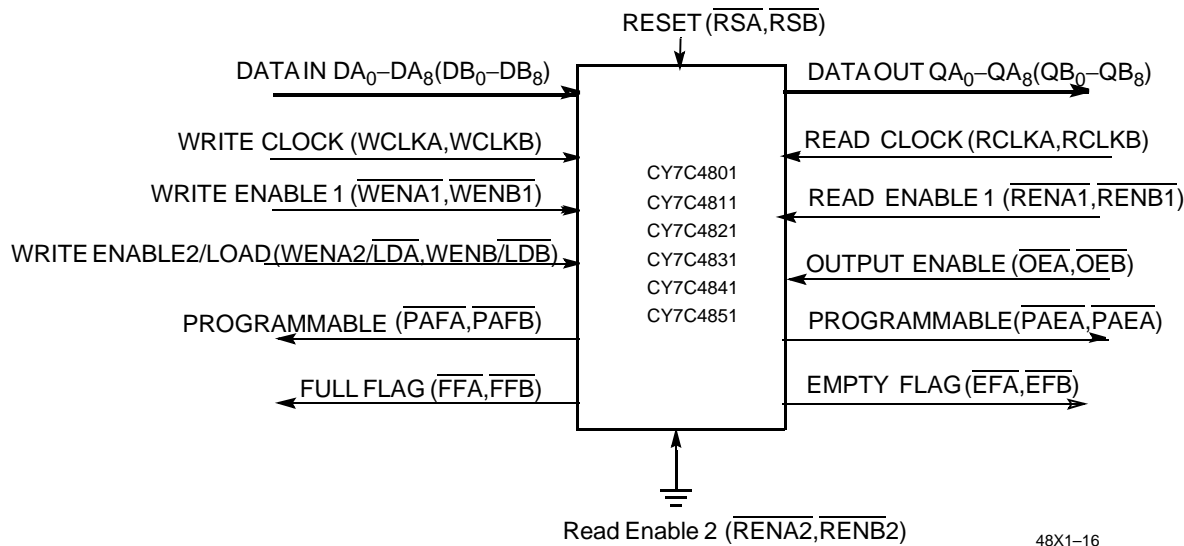 RESET (RSA,RSB)
DATA IN DA0–DA8(DB0–DB8)
DATA OUT QA0–QA8(QB0–QB8)
WRITE CLOCK (WCLKA,WCLKB)
READ CLOCK (RCLKA,RCLKB)
WRITE ENABLE 1 (WENA1,WENB1)
READ ENABLE 1 (RENA1,RENB1)
WRITE ENABLE2/LOAD(WENA2/LDA,WENB/LDB)
OUTPUT ENABLE (OEA,OEB)
PROGRAMMABLE (PAFA,PAFB)
PROGRAMMABLE(PAEA,PAEA)
FULL FLAG (FFA,FFB)
EMPTY FLAG (EFA,EFB)
CY7C4801
CY7C4811
CY7C4821
CY7C4831
CY7C4841
CY7C4851
Read Enable 2 (RENA2,RENB2)
48X1–16